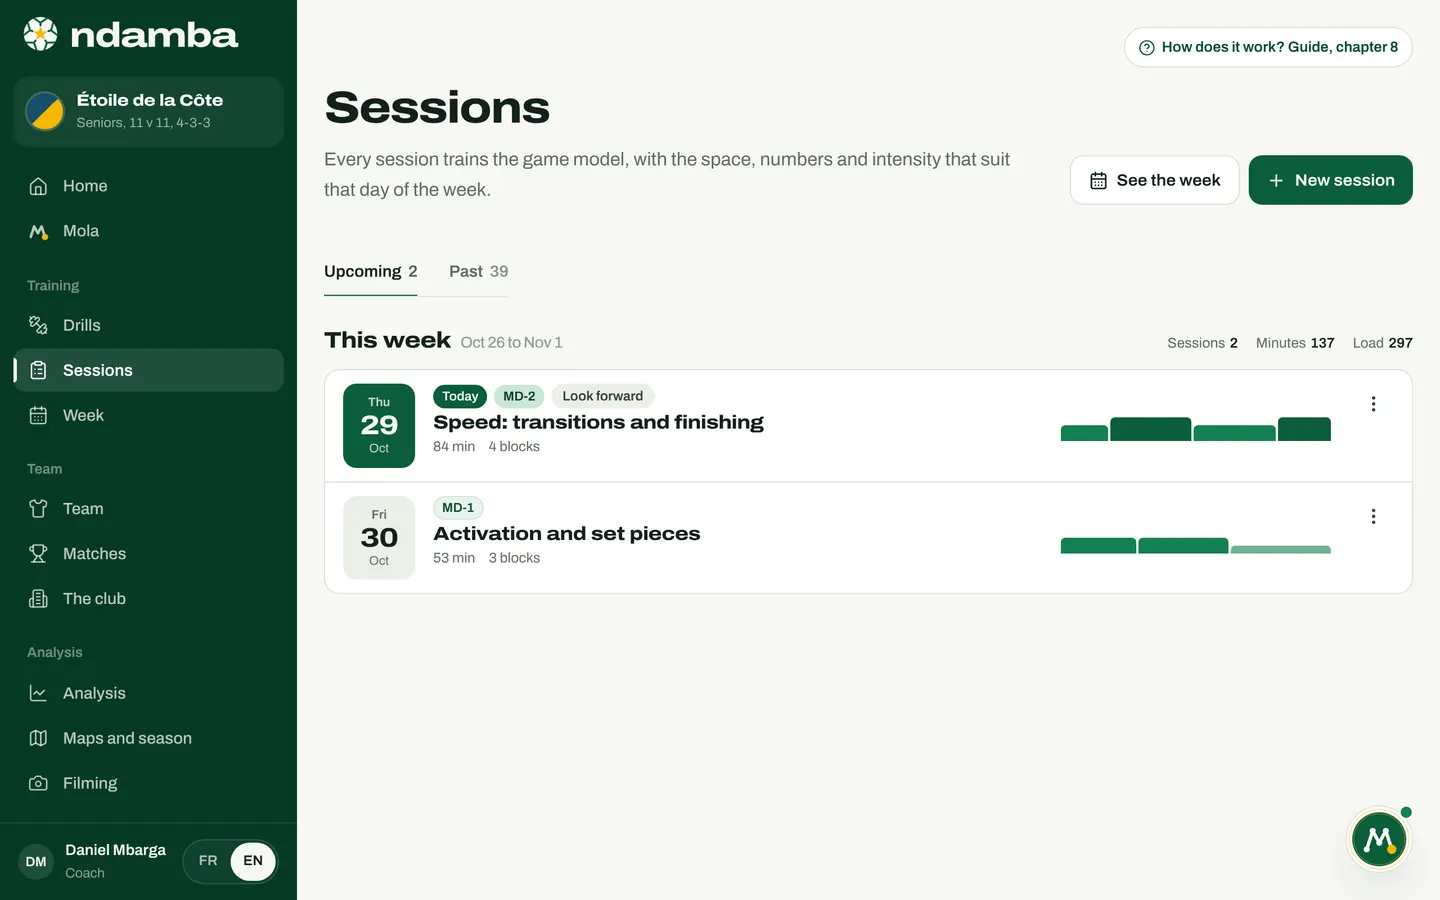 ndamba
Étoile de la Côte
Seniors, 11 v 11, 4-3-3
Home
Mola
Training
Drills
Sessions
Week
Team
Team
Matches
The club
Analysis
Analysis
Maps and season
Filming
DM
Daniel Mbarga
Coach
FR
EN
How does it work? Guide, chapter 8
Sessions
Every session trains the game model, with the space, numbers and intensity that suit
that day of the week.
See the week
New session
Upcoming 2
Past 39
This week Oct 26 to Nov 1
Sessions 2 Minutes 137 Load 297
Thu
29
Oct
Today MD-2 Look forward
Speed: transitions and finishing
84 min 4 blocks
Fri
30
Oct
MD-1
Activation and set pieces
53 min 3 blocks